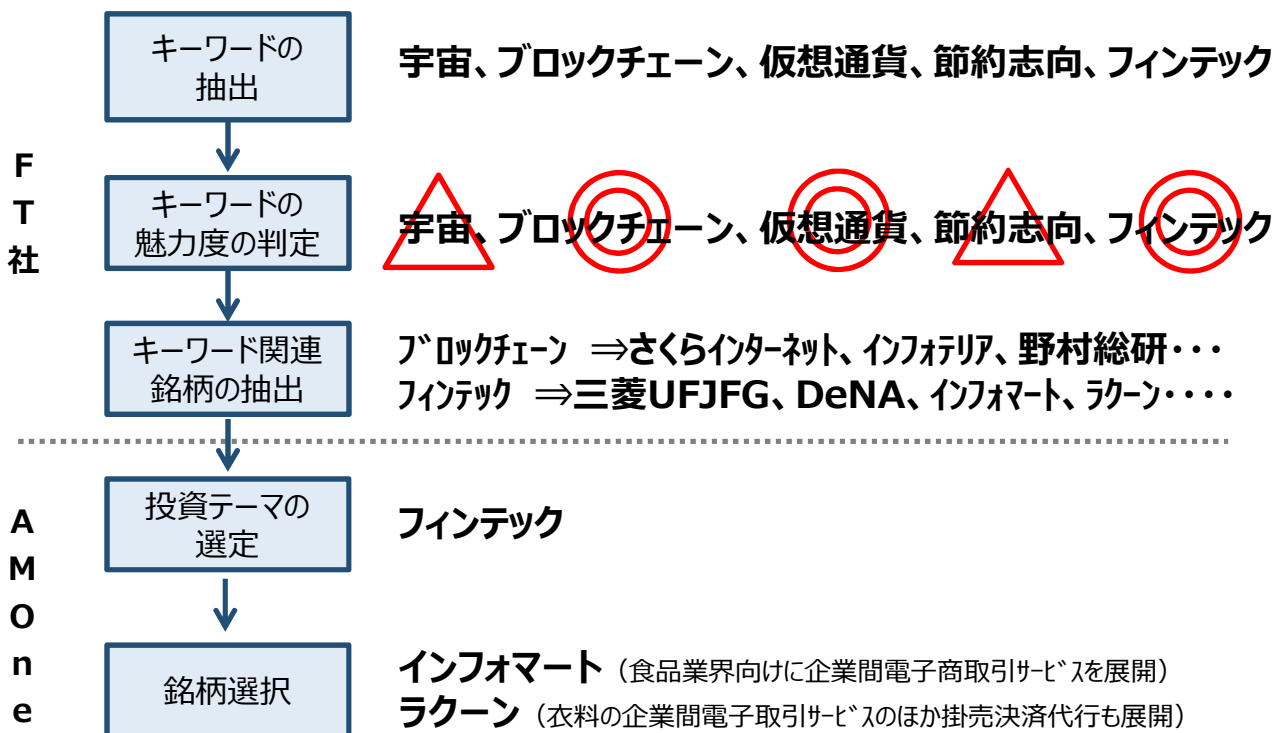 FT社
キーワードの
抽出
宇宙、ブロックチェーン、仮想通貨、節約志向、フィンテック
キーワードの
魅力度の判定
宇宙、ブロックチェーン、仮想通貨、節約志向、フィンテック
キーワード関連
銘柄の抽出
ブロックチェーン ⇒さくらインターネット、インフォテリア、野村総研・・・
フィンテック ⇒三菱UFJFG、DeNA、インフォマート、ラクーン・・・・
AMOne
投資テーマの
選定
フィンテック
銘柄選択
インフォマート（食品業界向けに企業間電子商取引サービスを展開）
ラクーン（衣料の企業間電子取引サービスのほか掛売決済代行も展開）